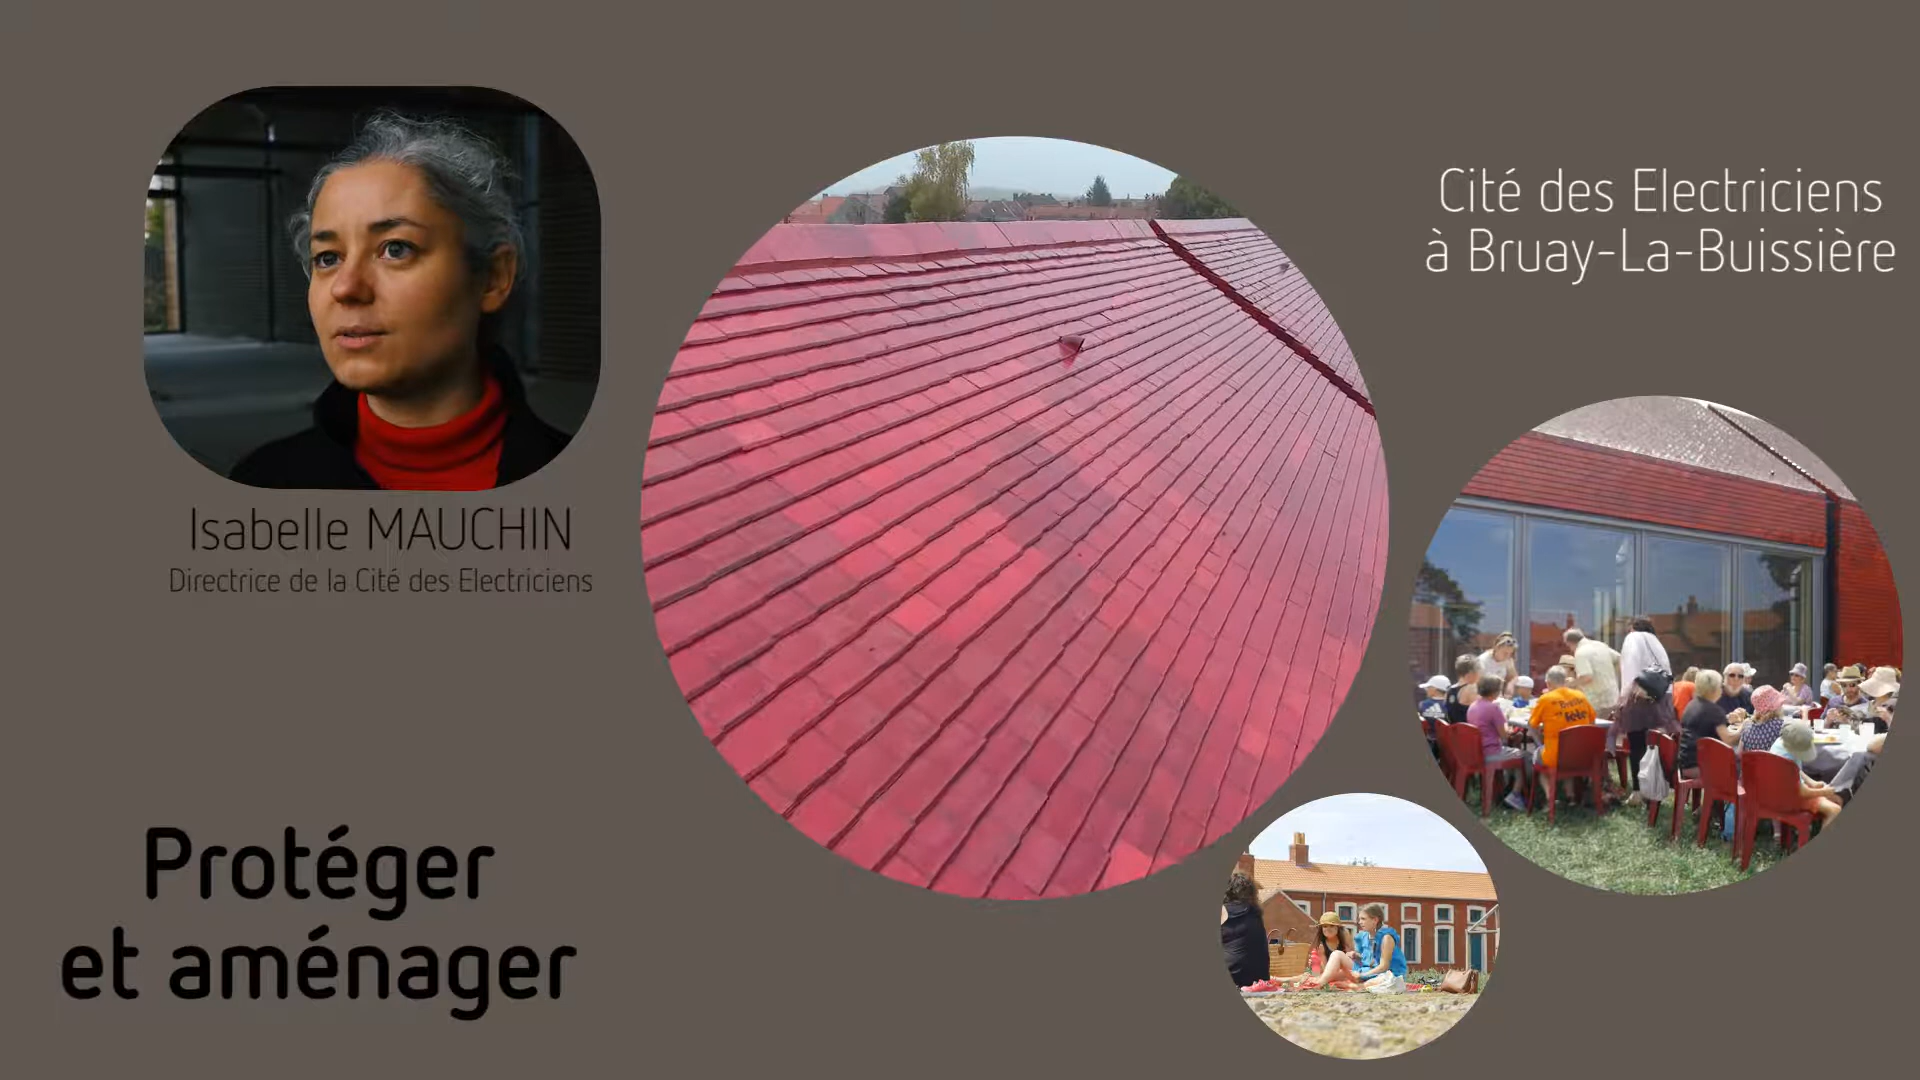 Isabelle MAUCHIN
Directrice de la Cité des Electriciens
Protéger
et aménager
Cité des Electriciens
à Bruay-La-Buissière